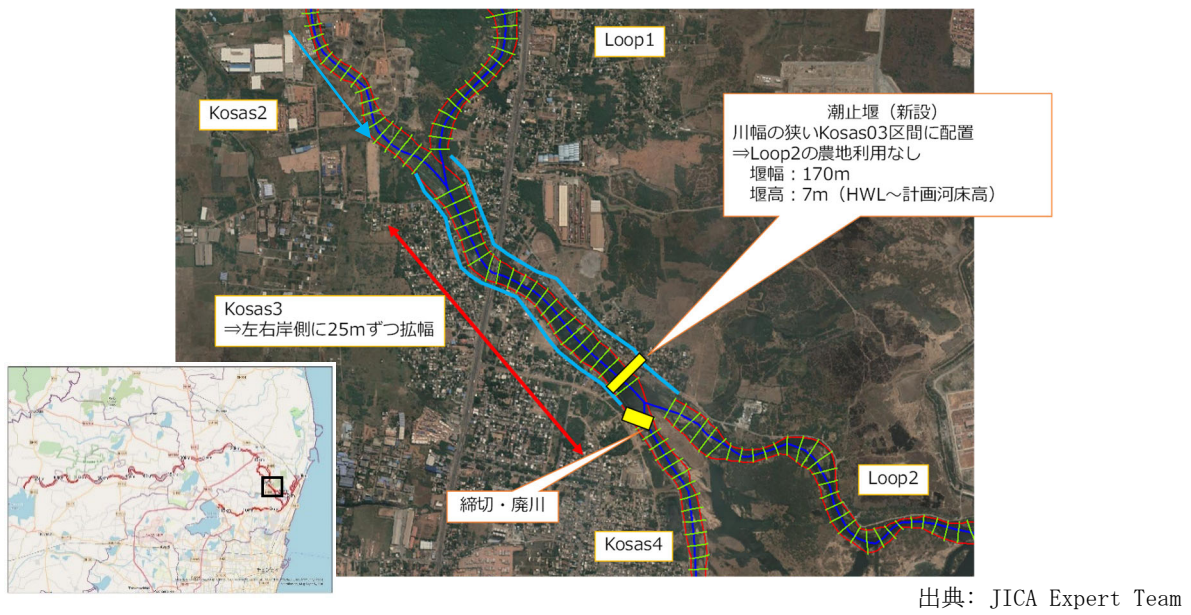 Loop1
Kosas2
潮止堰（新設）
川幅の狭いKosas03区間に配置
⇒Loop2の農地利用なし
堰幅：170m
堰高：7m（HWL～計画河床高）
Kosas3
⇒左右岸側に25mずつ拡幅
Loop2
締切・廃川
Kosas4
出典: JICA Expert Team